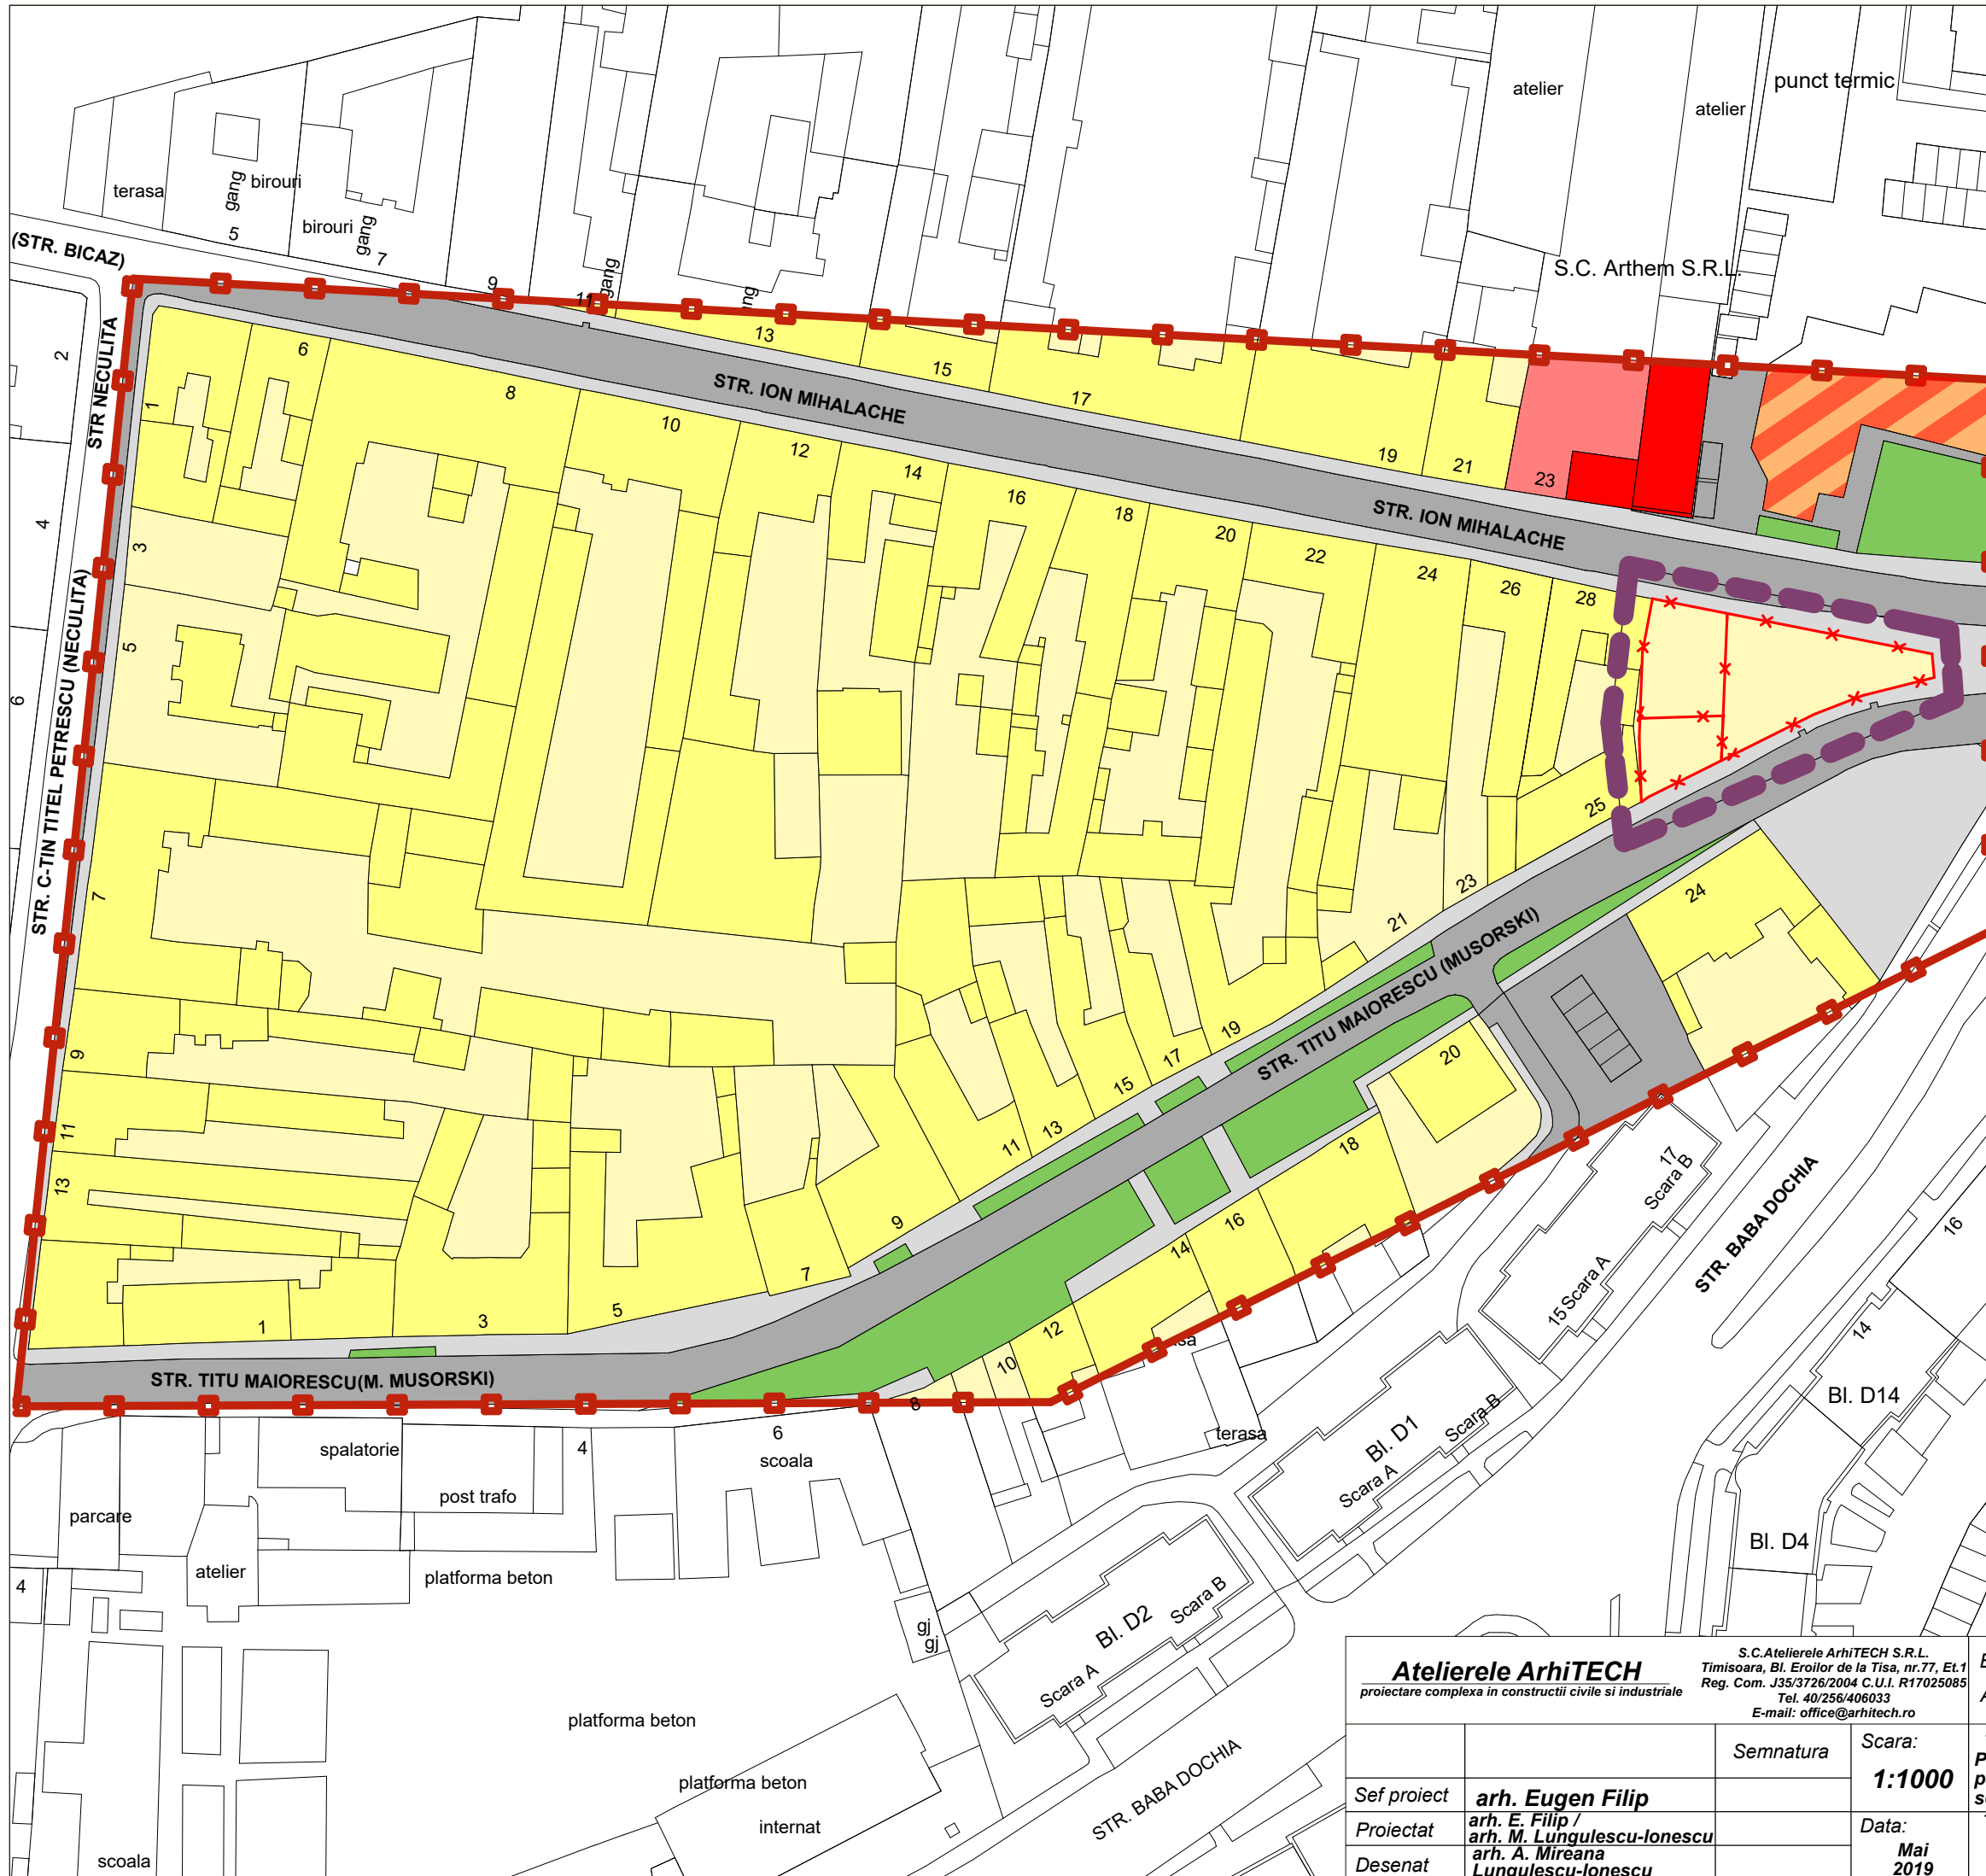 atelier
atelier
punct termic
terasa
gang
birouri
birouri
gang
5
7
9
11
gang
S.C. Arthem S.R.L.
(STR. BICAZ)
STR NECULITA
2
4
6
STR. C-TIN TITEL PETRESCU (NECULITA)
13
15
17
19
21
23
STR. ION MIHALACHE
STR. ION MIHALACHE
6
8
10
12
14
16
18
20
22
24
26
28
1
3
5
7
9
11
13
1
3
5
7
9
11
13
15
17
19
21
23
25
STR. TITU MAIORESCU (MUSORSKI)
STR. TITU MAIORESCU(M. MUSORSKI)
24
20
18
16
14
12
10
8
6
4
terasa
scoala
spalatorie
post trafo
parcare
atelier
platforma beton
4
gj
gj
platforma beton
platforma beton
internat
scoala
Bl. D2
Scara A
Scara B
Bl. D1
Scara A
Scara B
15 Scara A
17
Scara B
STR. BABA DOCHIA
STR. BABA DOCHIA
16
14
Bl. D14
Bl. D4
Atelierele ArhiTECH
proiectare complexa in constructii civile si industriale
S.C.Atelierele ArhiTECH S.R.L.
Timisoara, Bl. Eroilor de la Tisa, nr.77, Et.1
Reg. Com. J35/3726/2004 C.U.I. R17025085
Tel. 40/256/406033
E-mail: office@arhitech.ro
Semnatura
Scara:
1:1000
Sef proiect
arh. Eugen Filip
Proiectat
arh. E. Filip /
arh. M. Lungulescu-Ionescu
Data:
Mai
2019
Desenat
arh. A. Mireana
Lungulescu-Ionescu